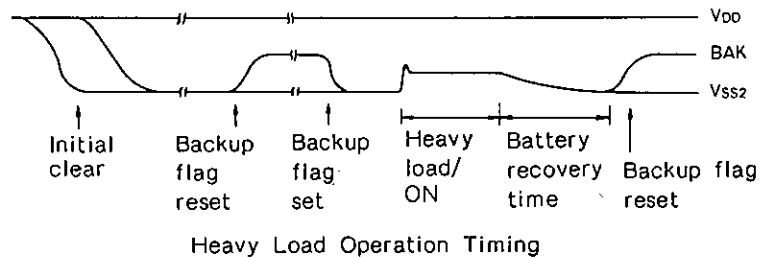 VDD
BAK
VSS2
Initial
clear
Backup
flag
reset
Backup
flag
set
Heavy
load/
ON
Battery
recovery
time
Backup flag
reset
Heavy Load Operation Timing